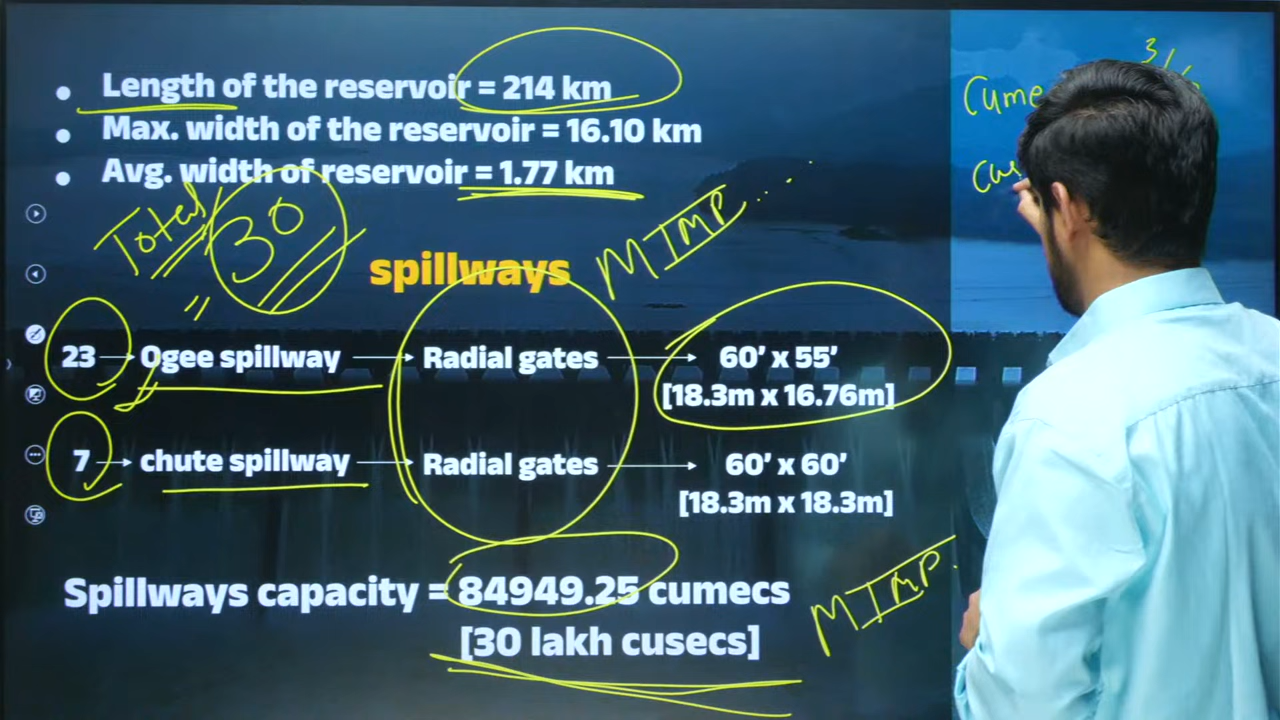 • Length of the reservoir = 214 km
• Max. width of the reservoir = 16.10 km
• Avg. width of reservoir = 1.77 km
Total
30
=
MIMP...
spillways
23 → Ogee spillway → Radial gates → 60’ x 55’
[18.3m x 16.76m]
7 → chute spillway → Radial gates → 60’ x 60’
[18.3m x 18.3m]
Spillways capacity = 84949.25 cumecs
[30 lakh cusecs]
MIMP.
Cume
3/